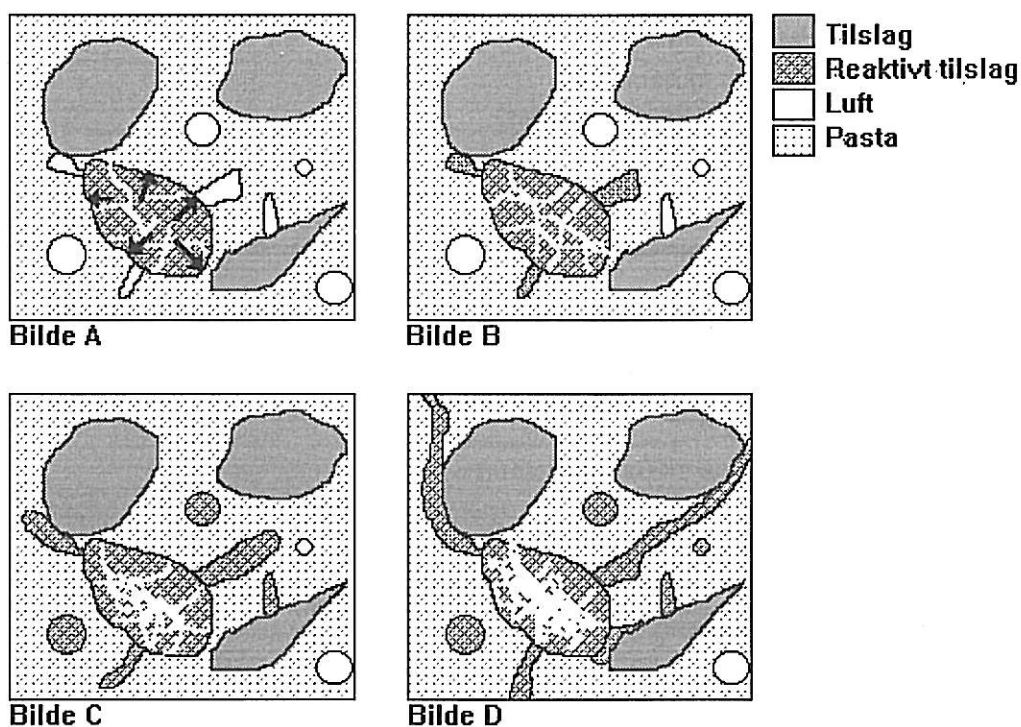 Tilslag
Reaktivt tilslag
Luft
Pasta
Bilde A
Bilde B
Bilde C
Bilde D